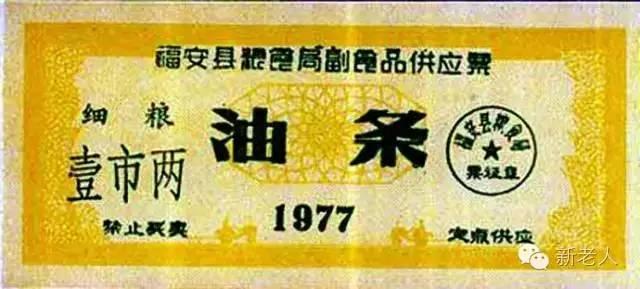 福安县粮食局副食品供应票
细粮
壹市两
油条
福安县粮食局
票证章
1977
禁止买卖
定点供应
新老人